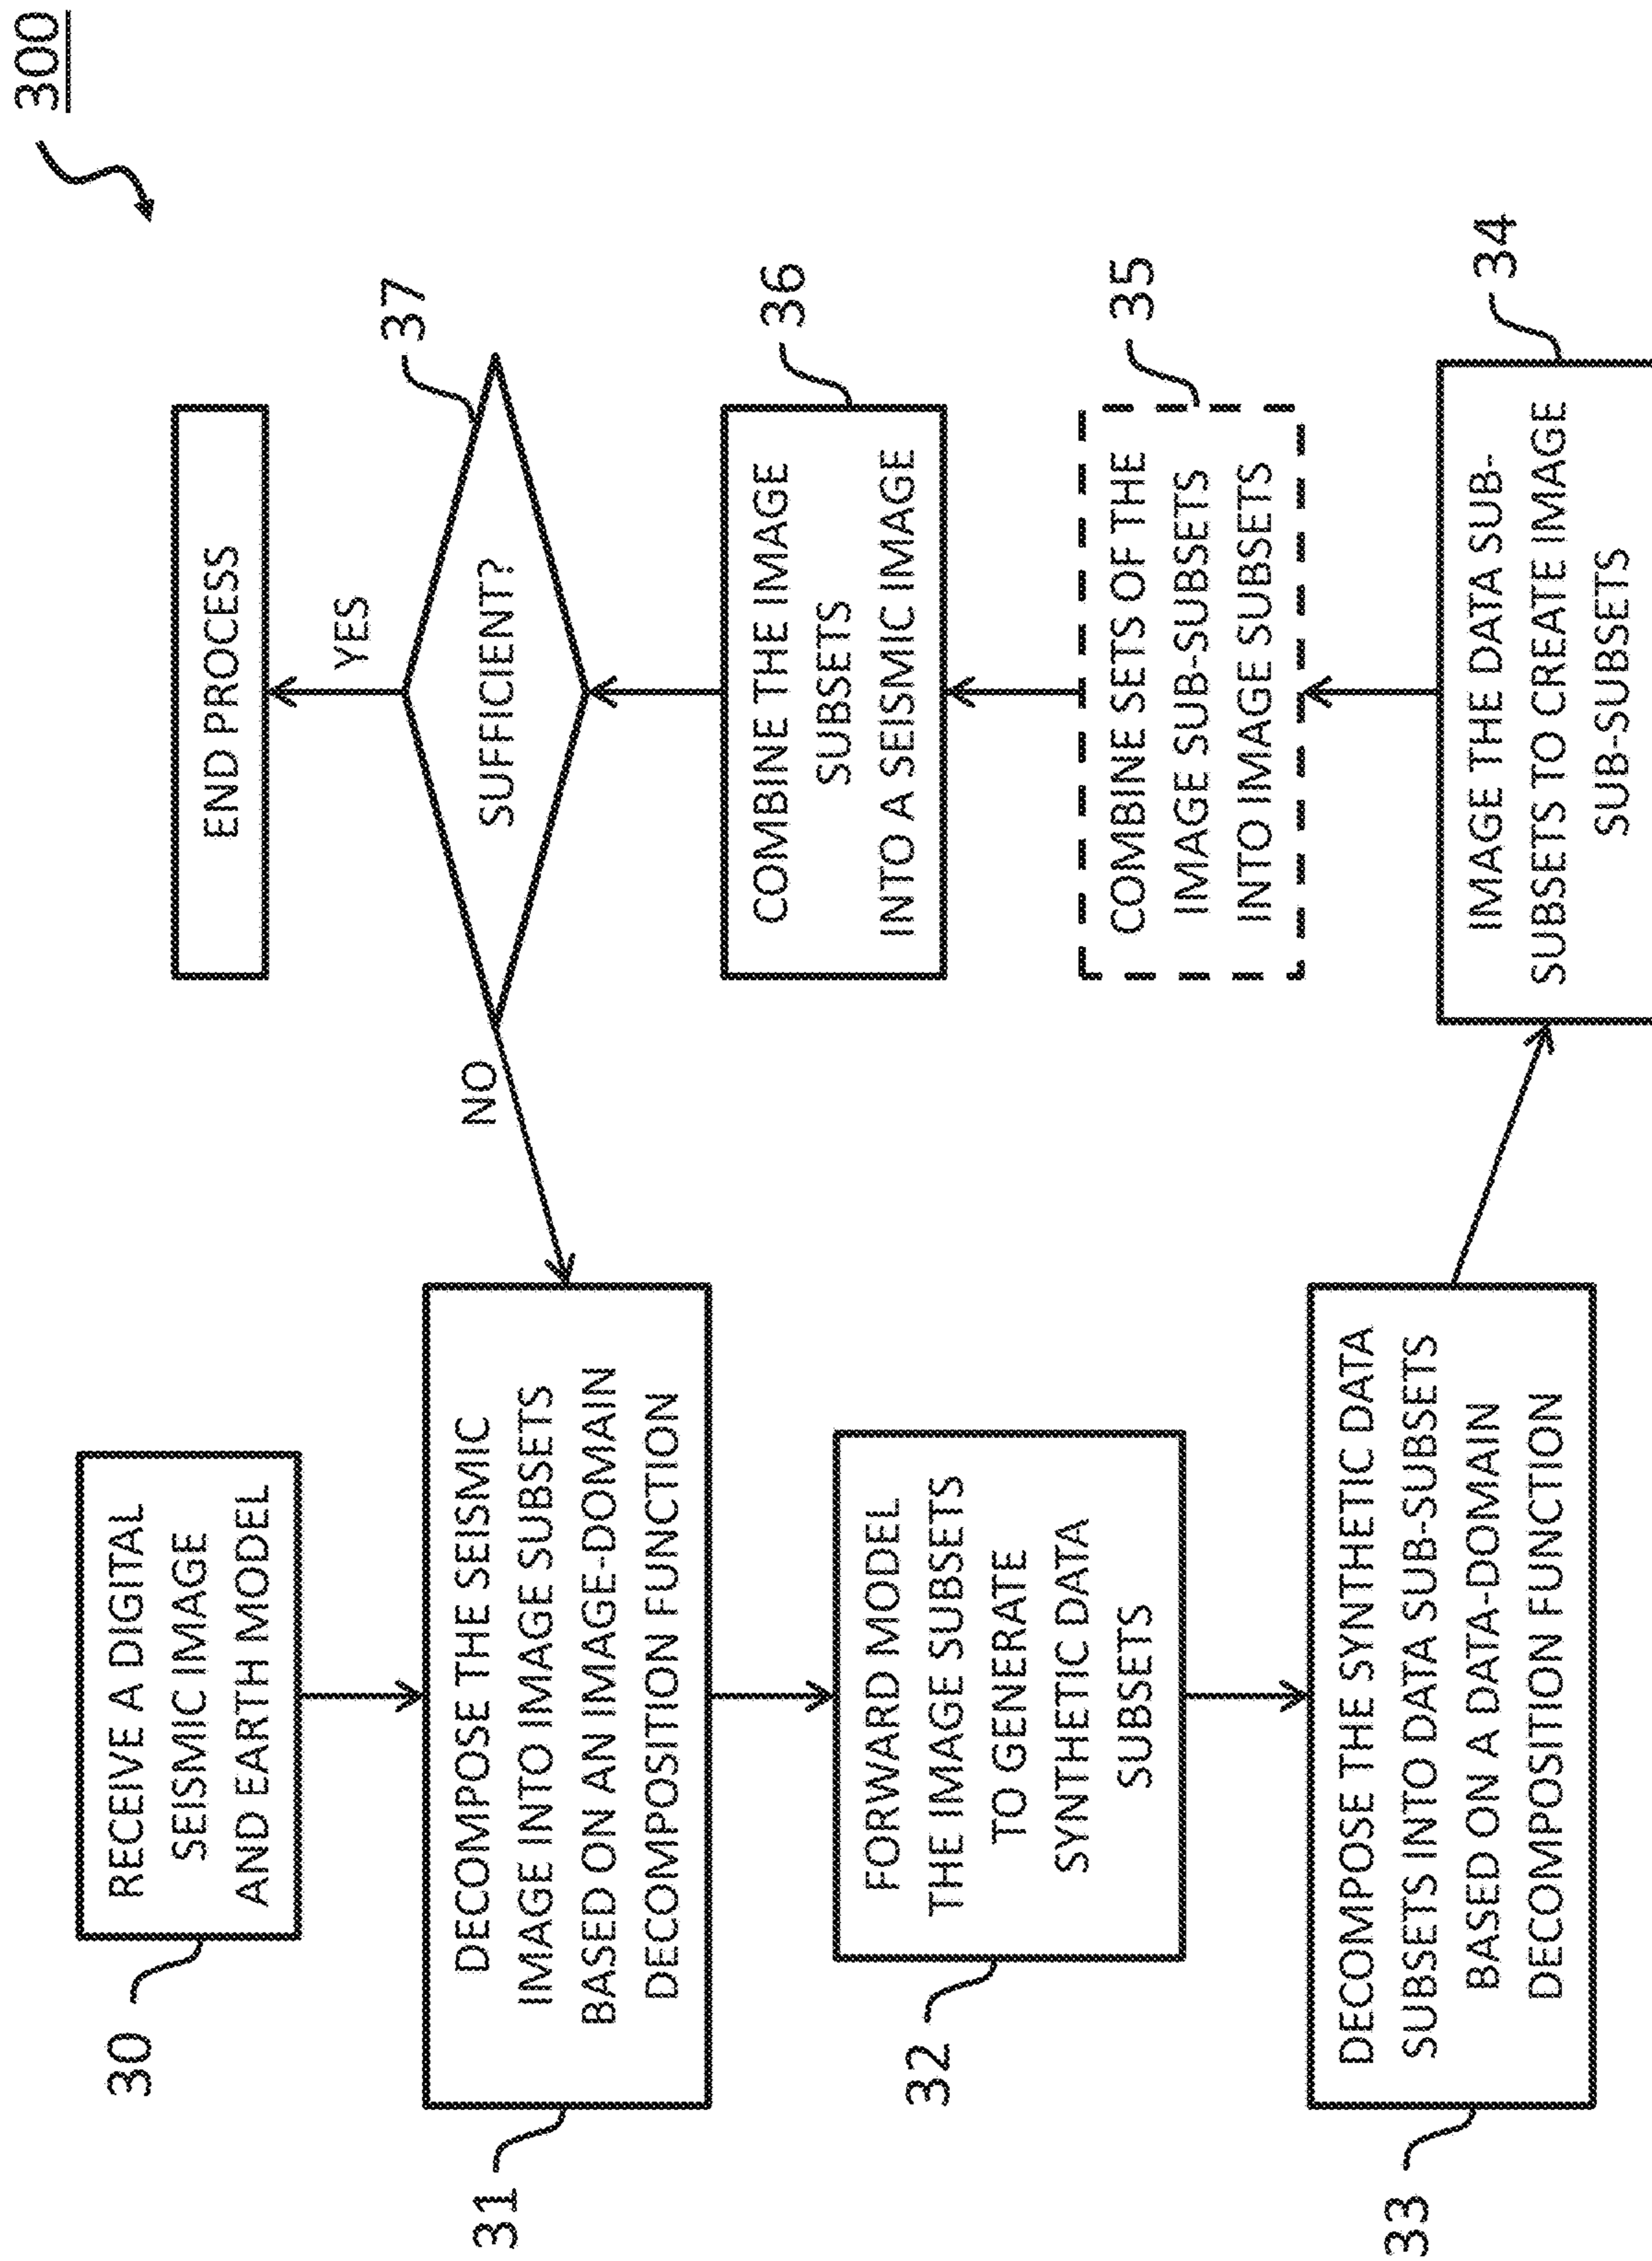 300
30
RECEIVE A DIGITAL
SEISMIC IMAGE
AND EARTH MODEL
31
DECOMPOSE THE SEISMIC
IMAGE INTO IMAGE SUBSETS
BASED ON AN IMAGE-DOMAIN
DECOMPOSITION FUNCTION
32
FORWARD MODEL
THE IMAGE SUBSETS
TO GENERATE
SYNTHETIC DATA
SUBSETS
33
DECOMPOSE THE SYNTHETIC DATA
SUBSETS INTO DATA SUB-SUBSETS
BASED ON A DATA-DOMAIN
DECOMPOSITION FUNCTION
34
IMAGE THE DATA SUB-
SUBSETS TO CREATE IMAGE
SUB-SUBSETS
35
COMBINE SETS OF THE
IMAGE SUB-SUBSETS
INTO IMAGE SUBSETS
36
COMBINE THE IMAGE
SUBSETS
INTO A SEISMIC IMAGE
37
SUFFICIENT?
NO
YES
END PROCESS